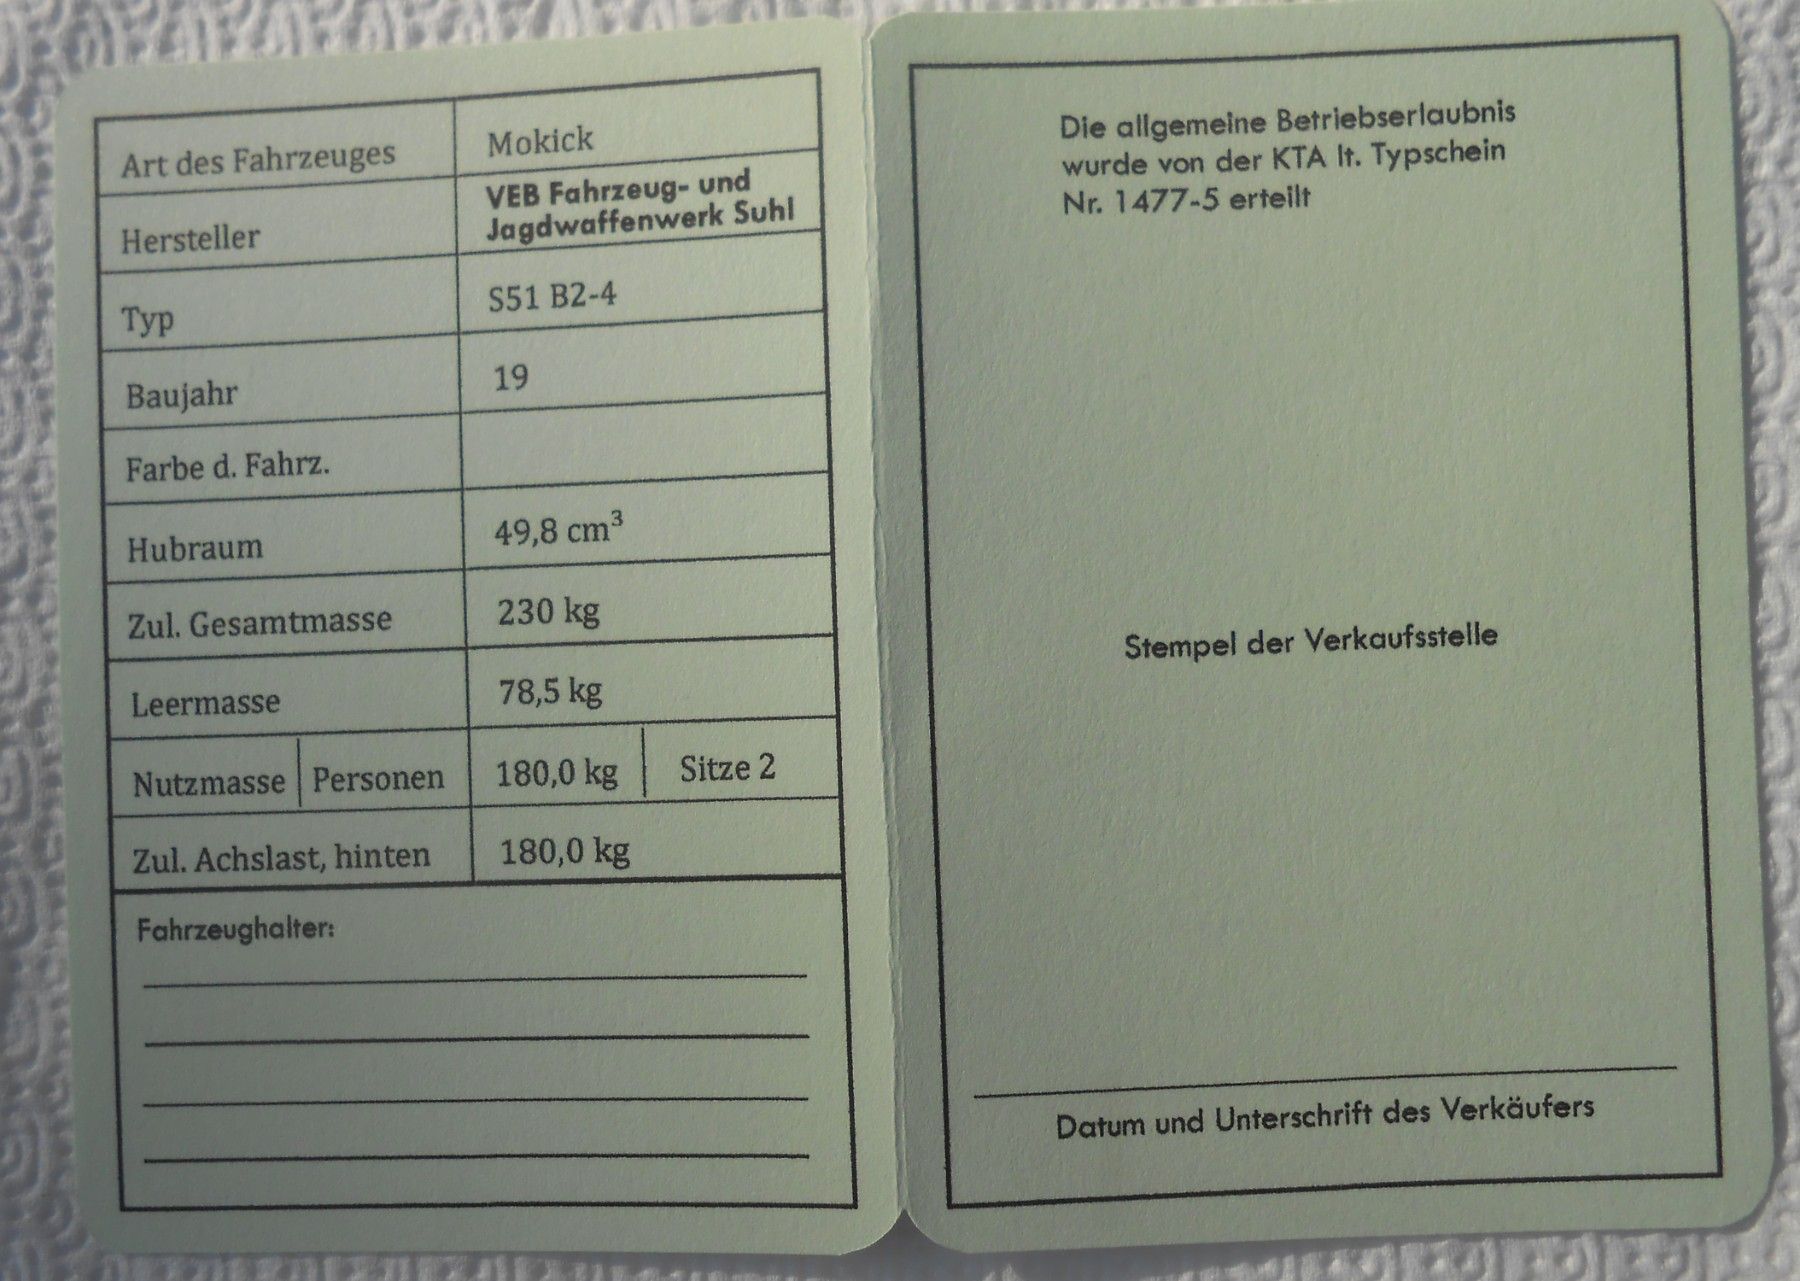 Art des Fahrzeuges Mokick
Hersteller VEB Fahrzeug- und
Jagdwaffenwerk Suhl
Typ S51 B2-4
Baujahr 19
Farbe d. Fahrz.
Hubraum 49,8 cm³
Zul. Gesamtmasse 230 kg
Leermasse 78,5 kg
Nutzmasse Personen 180,0 kg Sitze 2
Zul. Achslast, hinten 180,0 kg
Fahrzeughalter:
Die allgemeine Betriebserlaubnis
wurde von der KTA lt. Typschein
Nr. 1477-5 erteilt
Stempel der Verkaufsstelle
Datum und Unterschrift des Verkäufers